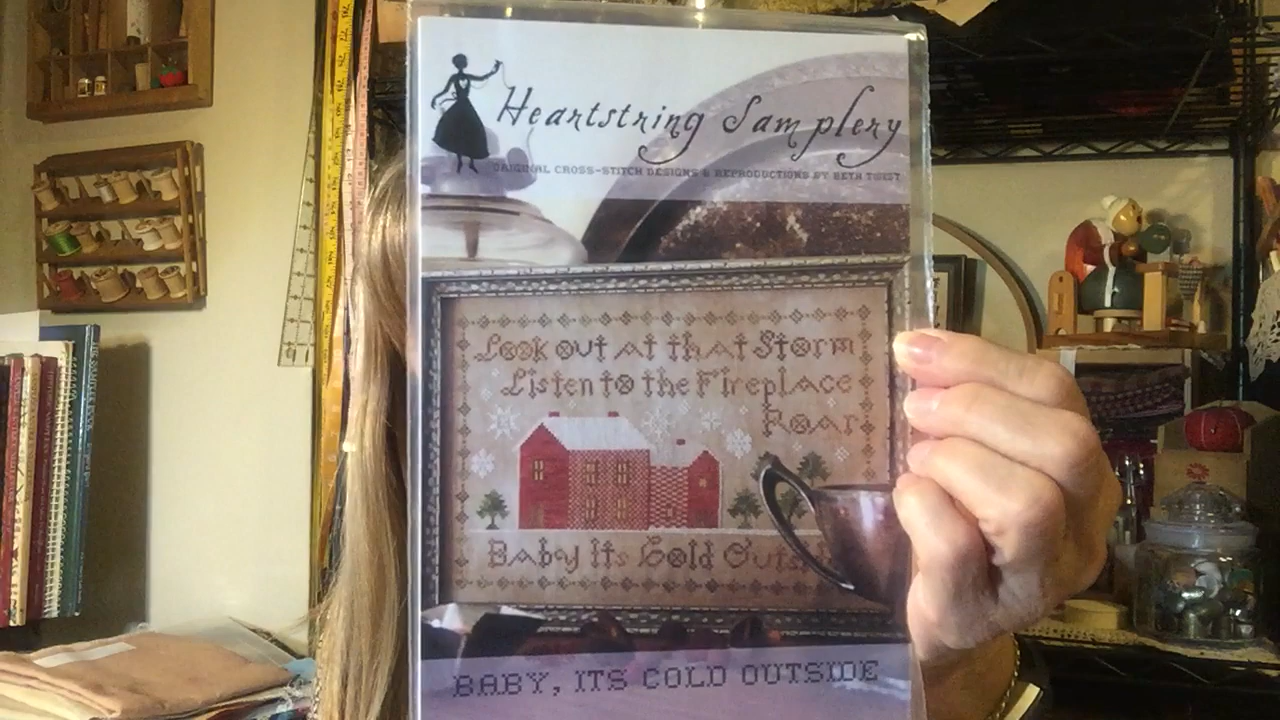 Heartstring Samplery
ORIGINAL CROSS-STITCH DESIGNS & REPRODUCTIONS BY BETH TWIST
Look out At thAt Storm
Listen to the FireplAce
RoAr
BAby Its Cold Outs
BABY, ITS COLD OUTSIDE